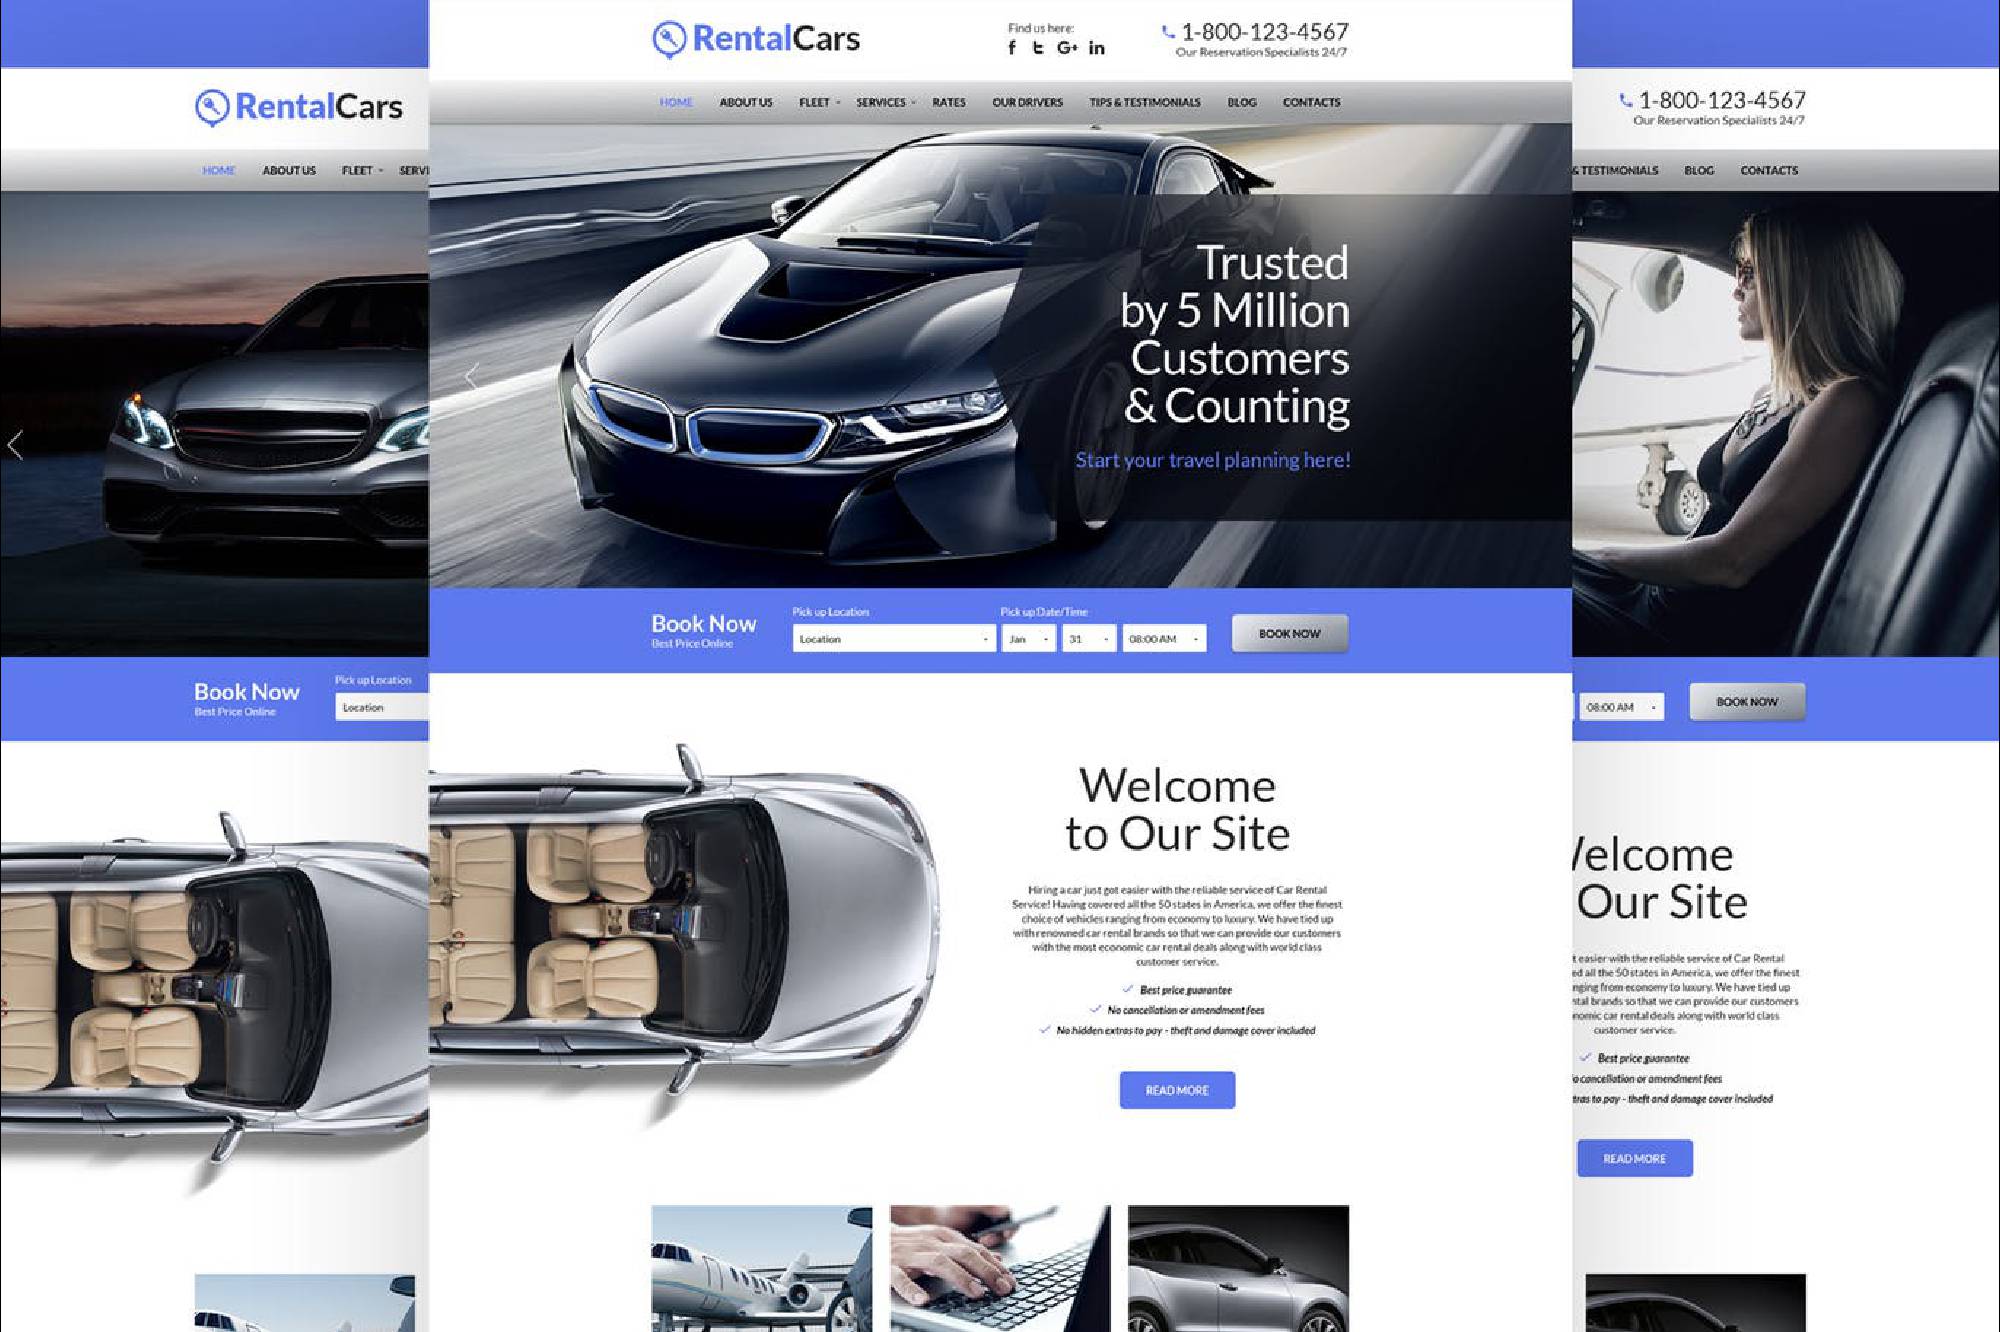 RentalCars
Find us here:
1-800-123-4567
Our Reservation Specialists 24/7
HOME ABOUT US FLEET SERVICES RATES OUR DRIVERS TIPS & TESTIMONIALS BLOG CONTACTS
Trusted
by 5 Million
Customers
& Counting
Start your travel planning here!
Book Now
Best Price Online
Pick up Location
Location
Pick up Date/Time
Jan 31 08:00 AM
BOOK NOW
Welcome
to Our Site
Hiring a car just got easier with the reliable service of Car Rental
Service! Having covered all the 50 states in America, we offer the finest
choice of vehicles ranging from economy to luxury. We have tied up
with renowned car rental brands so that we can provide our customers
with the most economic car rental deals along with world class
customer service.
Best price guarantee
No cancellation or amendment fees
No hidden extras to pay - theft and damage cover included
READ MORE
RentalCars
HOME ABOUT US FLEET SERVI
Book Now
Best Price Online
Pick up Location
Location
1-800-123-4567
Our Reservation Specialists 24/7
& TESTIMONIALS BLOG CONTACTS
08:00 AM
BOOK NOW
elcome
Our Site
t easier with the reliable service of Car Rental
ed all the 50 states in America, we offer the finest
nging from economy to luxury. We have tied up
ntal brands so that we can provide our customers
nomic car rental deals along with world class
customer service.
Best price guarantee
o cancellation or amendment fees
tras to pay - theft and damage cover included
READ MORE